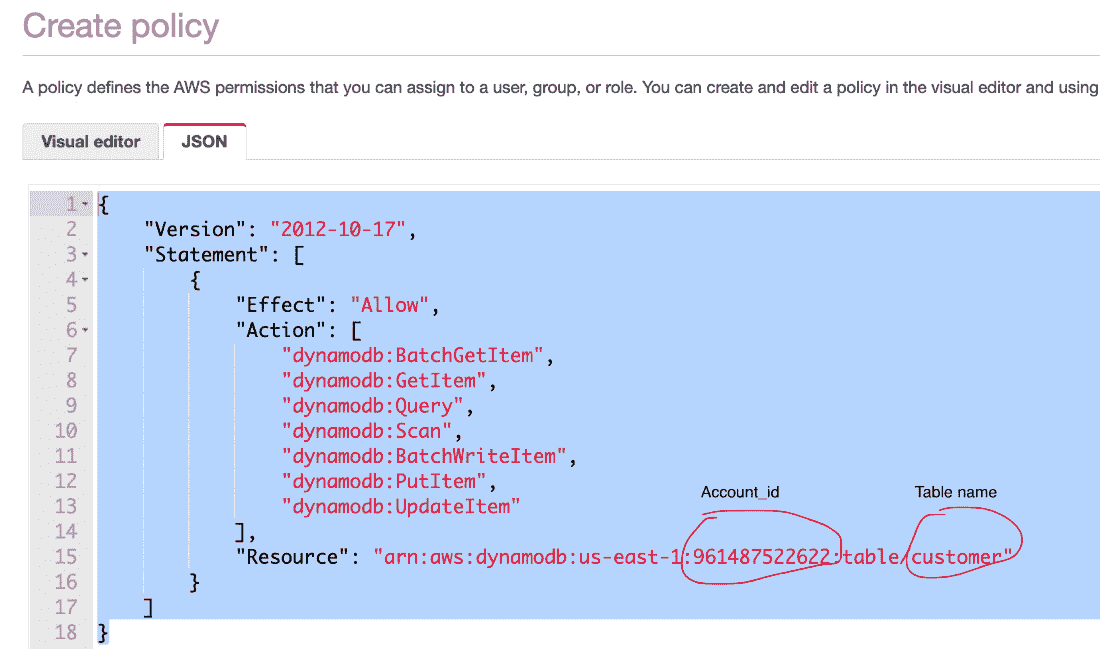 Create policy
A policy defines the AWS permissions that you can assign to a user, group, or role. You can create and edit a policy in the visual editor and using
Visual editor
JSON
1 {
2 "Version": "2012-10-17",
3 "Statement": [
4 {
5 "Effect": "Allow",
6 "Action": [
7 "dynamodb:BatchGetItem",
8 "dynamodb:GetItem",
9 "dynamodb:Query",
10 "dynamodb:Scan",
11 "dynamodb:BatchWriteItem",
12 "dynamodb:PutItem",
13 "dynamodb:UpdateItem"
Account_id
Table name
14 ],
15 "Resource": "arn:aws:dynamodb:us-east-1:961487522622:table/customer"
16 }
17 ]
18 }